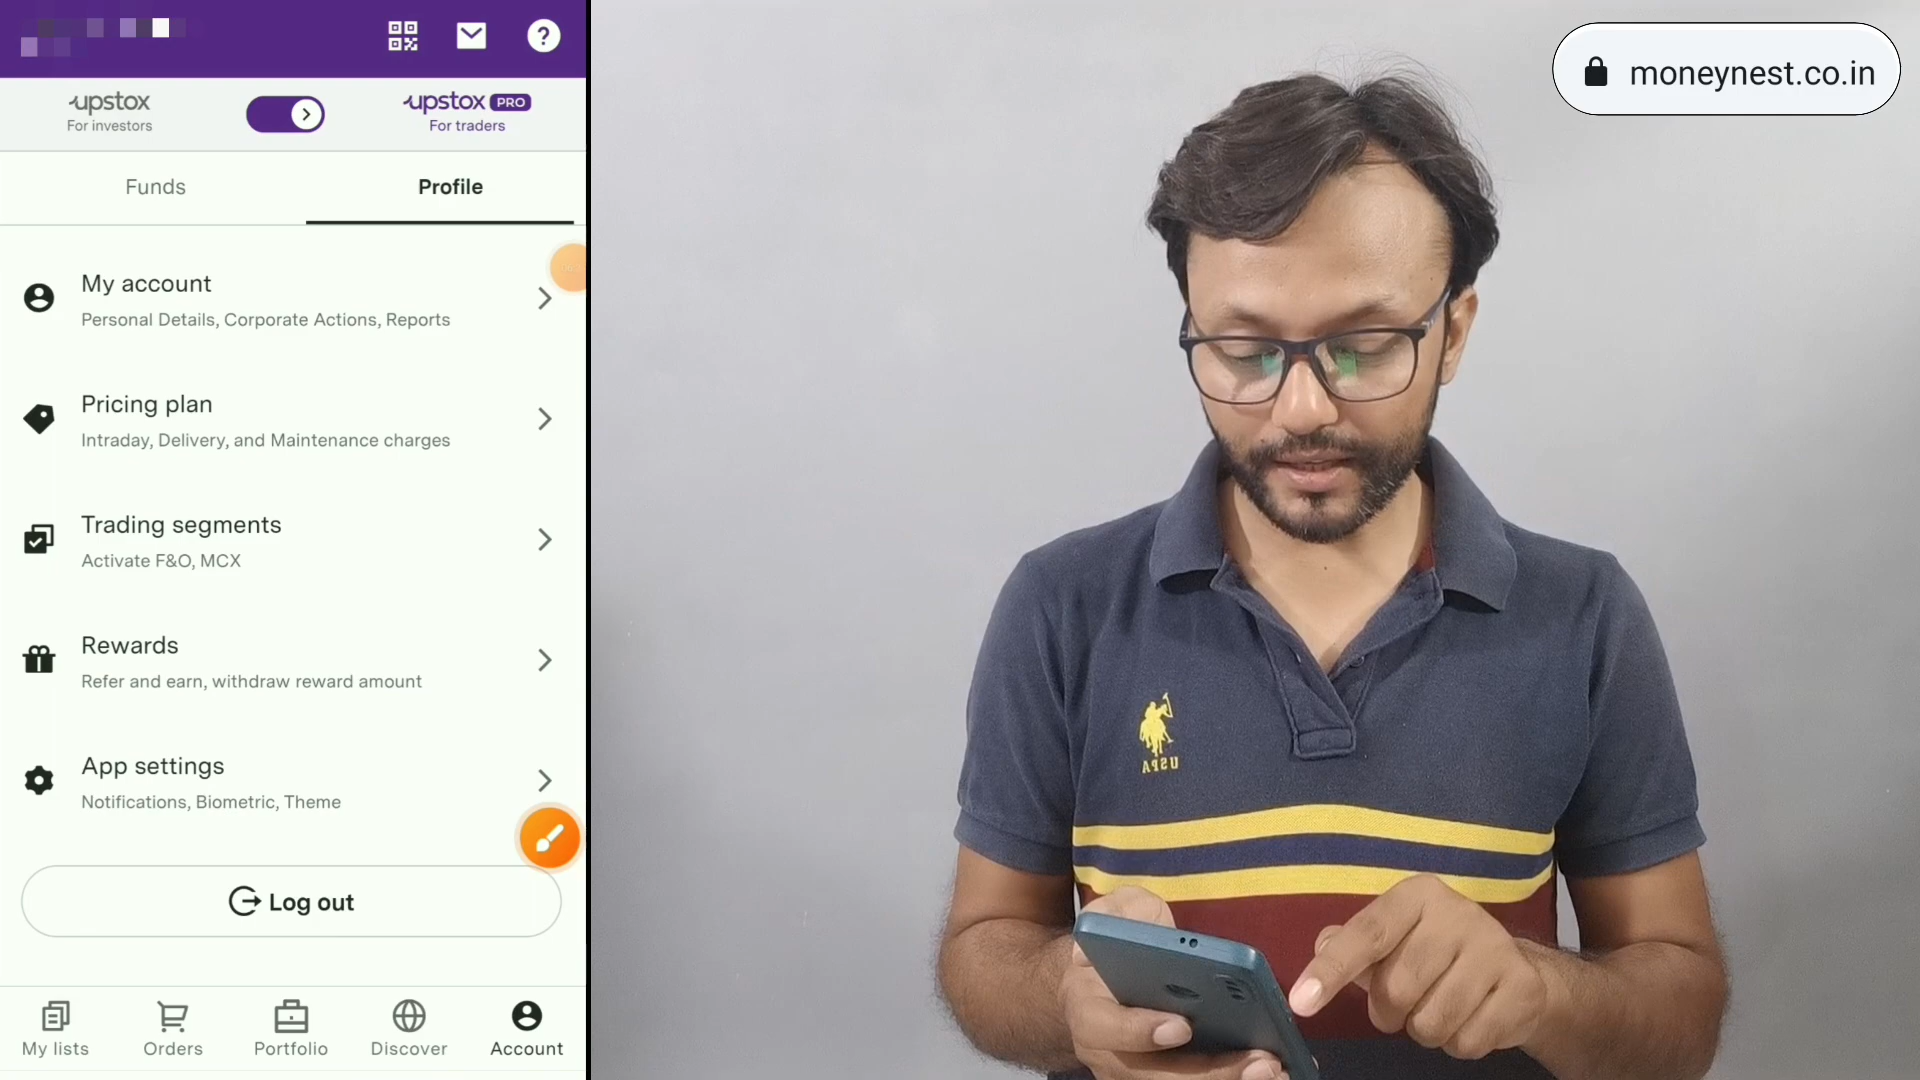 upstox
For investors
upstox PRO
For traders
Funds
Profile
My account
Personal Details, Corporate Actions, Reports
Pricing plan
Intraday, Delivery, and Maintenance charges
Trading segments
Activate F&O, MCX
Rewards
Refer and earn, withdraw reward amount
App settings
Notifications, Biometric, Theme
Log out
My lists
Orders
Portfolio
Discover
Account
moneynest.co.in
USPA